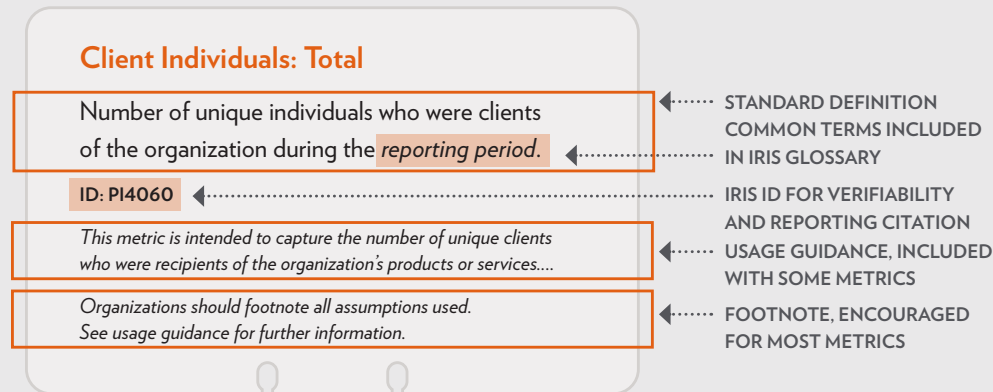 Client Individuals: Total
Number of unique individuals who were clients
of the organization during the reporting period.
ID: PI4060
This metric is intended to capture the number of unique clients
who were recipients of the organization's products or services....
Organizations should footnote all assumptions used.
See usage guidance for further information.
STANDARD DEFINITION
COMMON TERMS INCLUDED
IN IRIS GLOSSARY
IRIS ID FOR VERIFIABILITY
AND REPORTING CITATION
USAGE GUIDANCE, INCLUDED
WITH SOME METRICS
FOOTNOTE, ENCOURAGED
FOR MOST METRICS